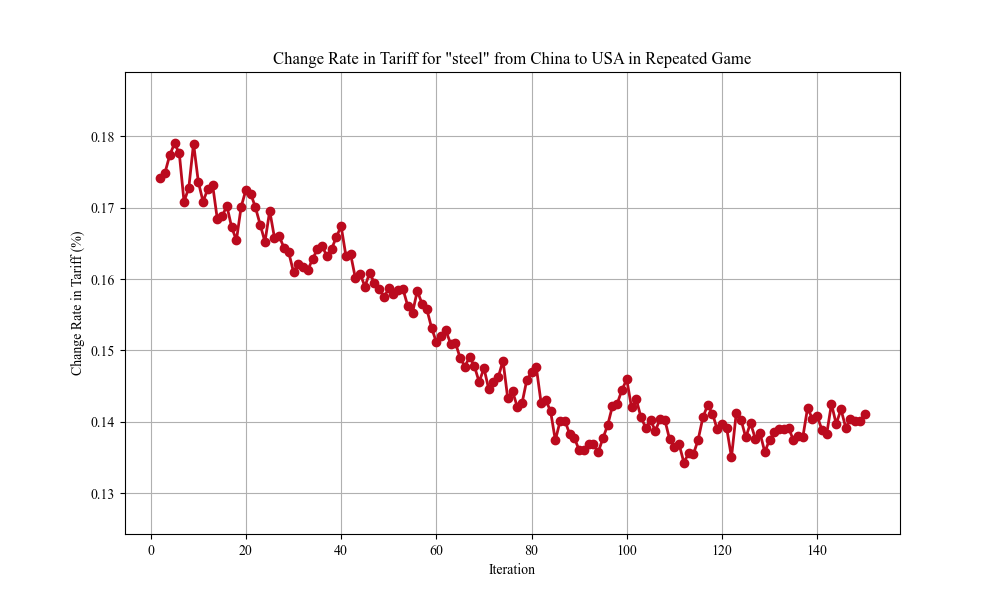 Change Rate in Tariff for "steel" from China to USA in Repeated Game
Change Rate in Tariff (%)
0.18
0.17
0.16
0.15
0.14
0.13
0 20 40 60 80 100 120 140
Iteration